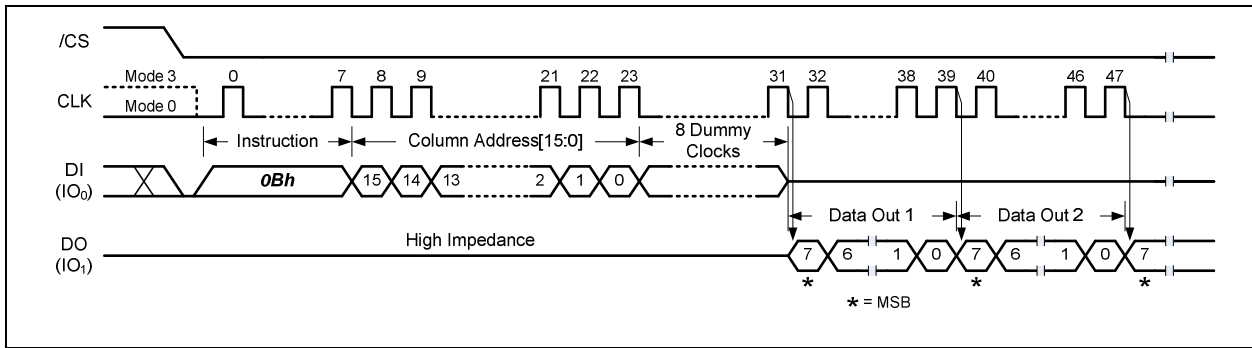 /CS
Mode 3 0 7 8 9 21 22 23 31 32 38 39 40 46 47
CLK Mode 0
Instruction Column Address[15:0] 8 Dummy Clocks
DI (IO0) 0Bh 15 14 13 2 1 0
Data Out 1 Data Out 2
DO (IO1) High Impedance 7 6 1 0 7 6 1 0 7
* * *
* = MSB